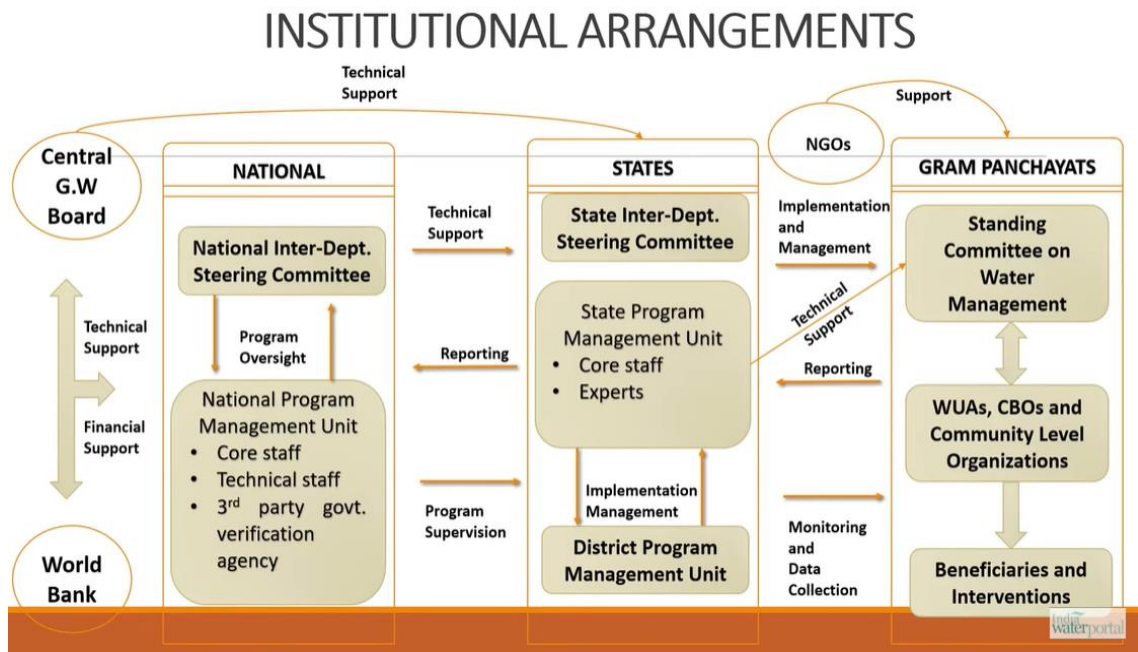 INSTITUTIONAL ARRANGEMENTS
Technical
Support
Support
Central
G.W
Board
NGOs
NATIONAL
STATES
GRAM PANCHAYATS
National Inter-Dept.
Steering Committee
Technical
Support
State Inter-Dept.
Steering Committee
Implementation
and
Management
Standing
Committee on
Water
Management
Technical
Support
Financial
Support
Program
Oversight
Reporting
State Program
Management Unit
• Core staff
• Experts
Technical
Support
Reporting
National Program
Management Unit
• Core staff
• Technical staff
• 3rd party govt.
verification
agency
WUAs, CBOs and
Community Level
Organizations
Program
Supervision
Implementation
Management
Monitoring
and
Data
Collection
World
Bank
District Program
Management Unit
Beneficiaries and
Interventions
India
waterportal